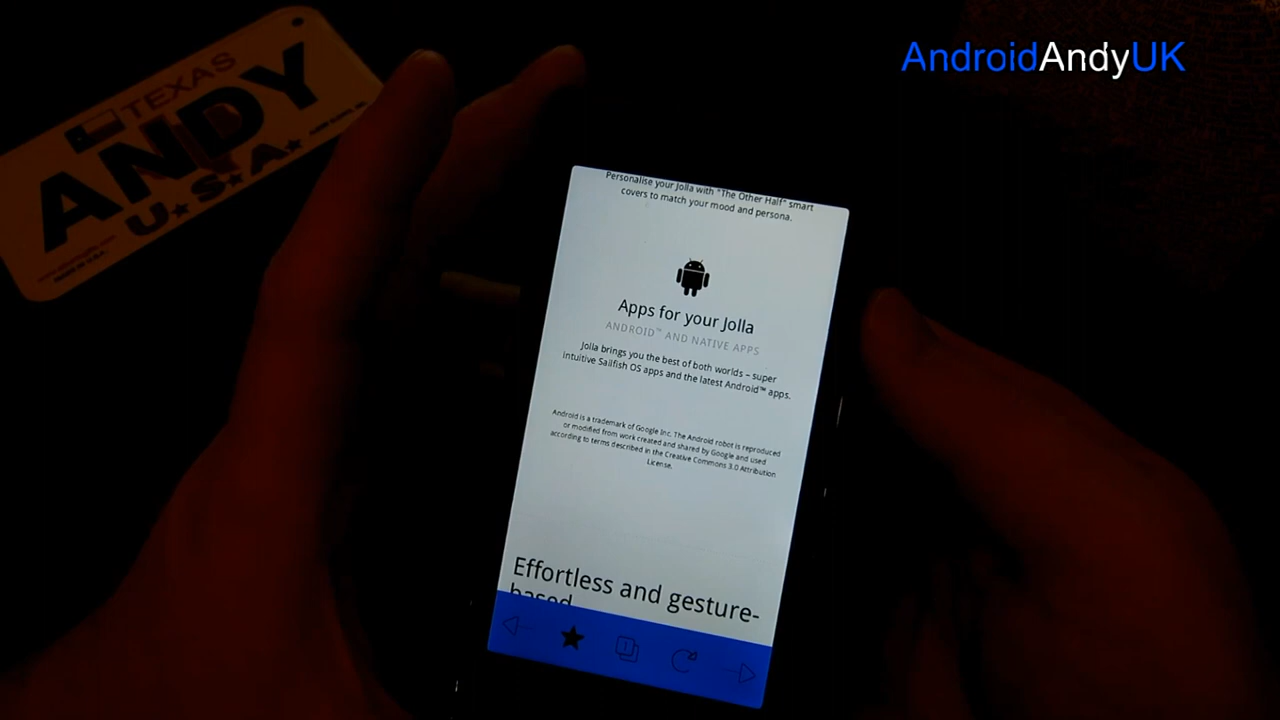 AndroidAndyUK
TEXAS
ANDY
U.S.A.
Personalise your Jolla with "The Other Half" smart
covers to match your mood and persona.
Apps for your Jolla
ANDROID™ AND NATIVE APPS
Jolla brings you the best of both worlds – super
intuitive Sailfish OS apps and the latest Android™ apps.
Android is a trademark of Google Inc. The Android robot is reproduced
or modified from work created and shared by Google and used
according to terms described in the Creative Commons 3.0 Attribution
License.
Effortless and gesture-
based
1